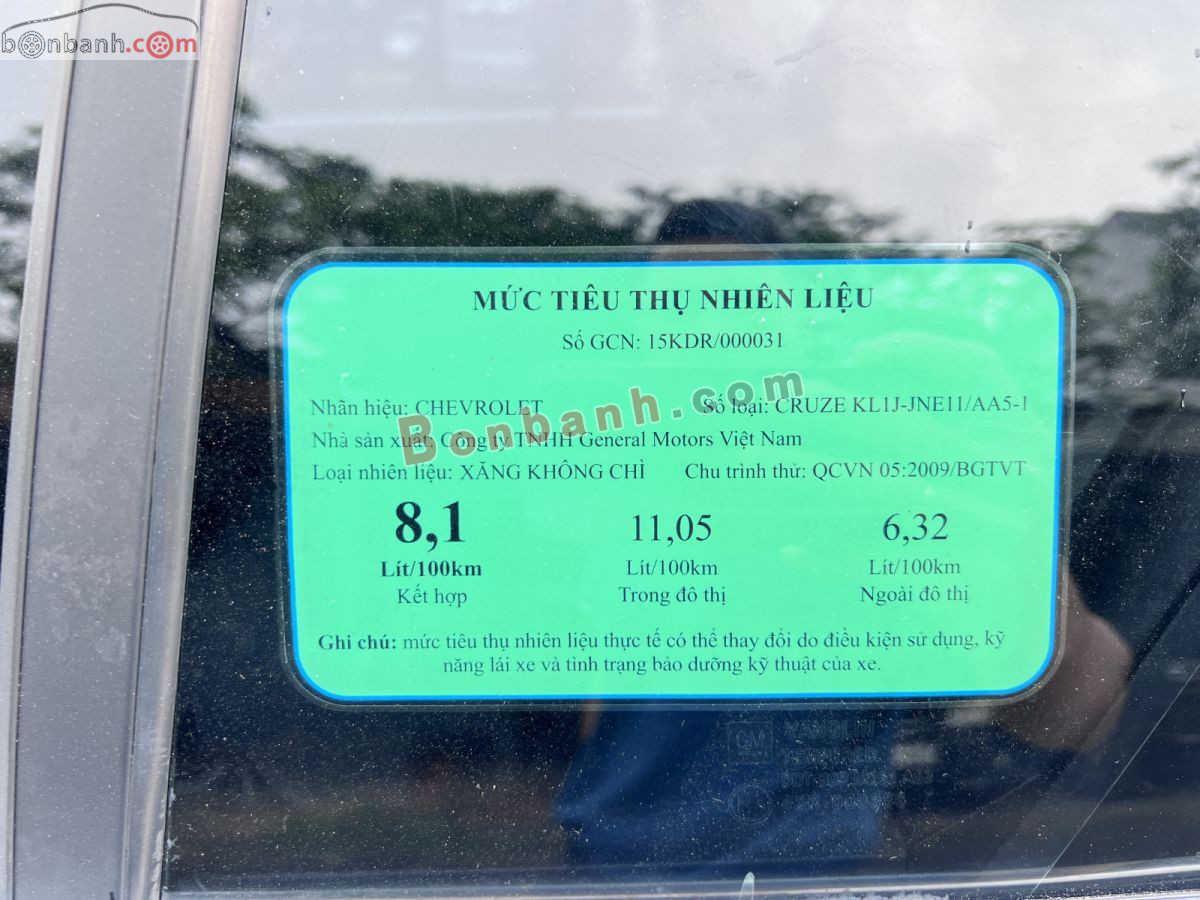 bonbanh.com
MỨC TIÊU THỤ NHIÊN LIỆU
Số GCN: 15KDR/000031
Nhãn hiệu: CHEVROLET Số loại: CRUZE KL1J-JNE11/AA5-1
Bonbanh.com
Nhà sản xuất: Công ty TNHH General Motors Việt Nam
Loại nhiên liệu: XĂNG KHÔNG CHÌ Chu trình thử: QCVN 05:2009/BGTVT
8,1 11,05 6,32
Lít/100km Lít/100km Lít/100km
Kết hợp Trong đô thị Ngoài đô thị
Ghi chú: mức tiêu thụ nhiên liệu thực tế có thể thay đổi do điều kiện sử dụng, kỹ
năng lái xe và tình trạng bảo dưỡng kỹ thuật của xe.
GM